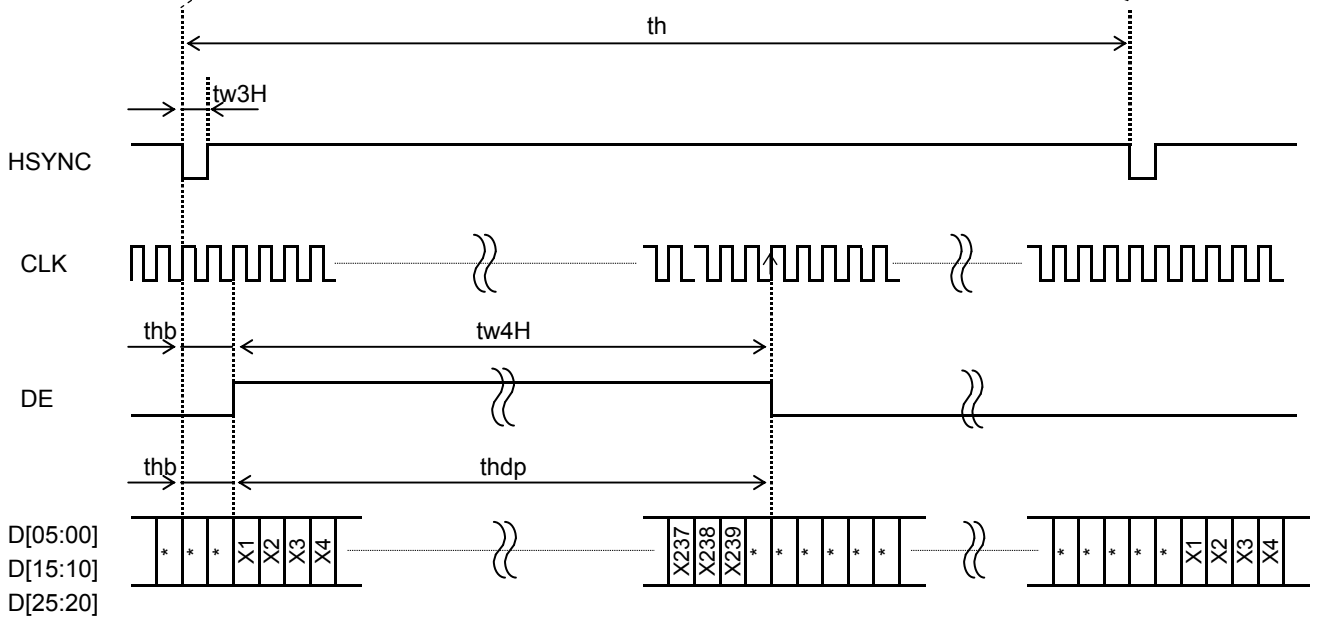 th
tw3H
HSYNC
CLK
thb tw4H
DE
thb thdp
D[05:00]
D[15:10]
D[25:20]
* * * X1 X2 X3 X4 X237 X238 X239 * * * * * * * * * * * X1 X2 X3 X4